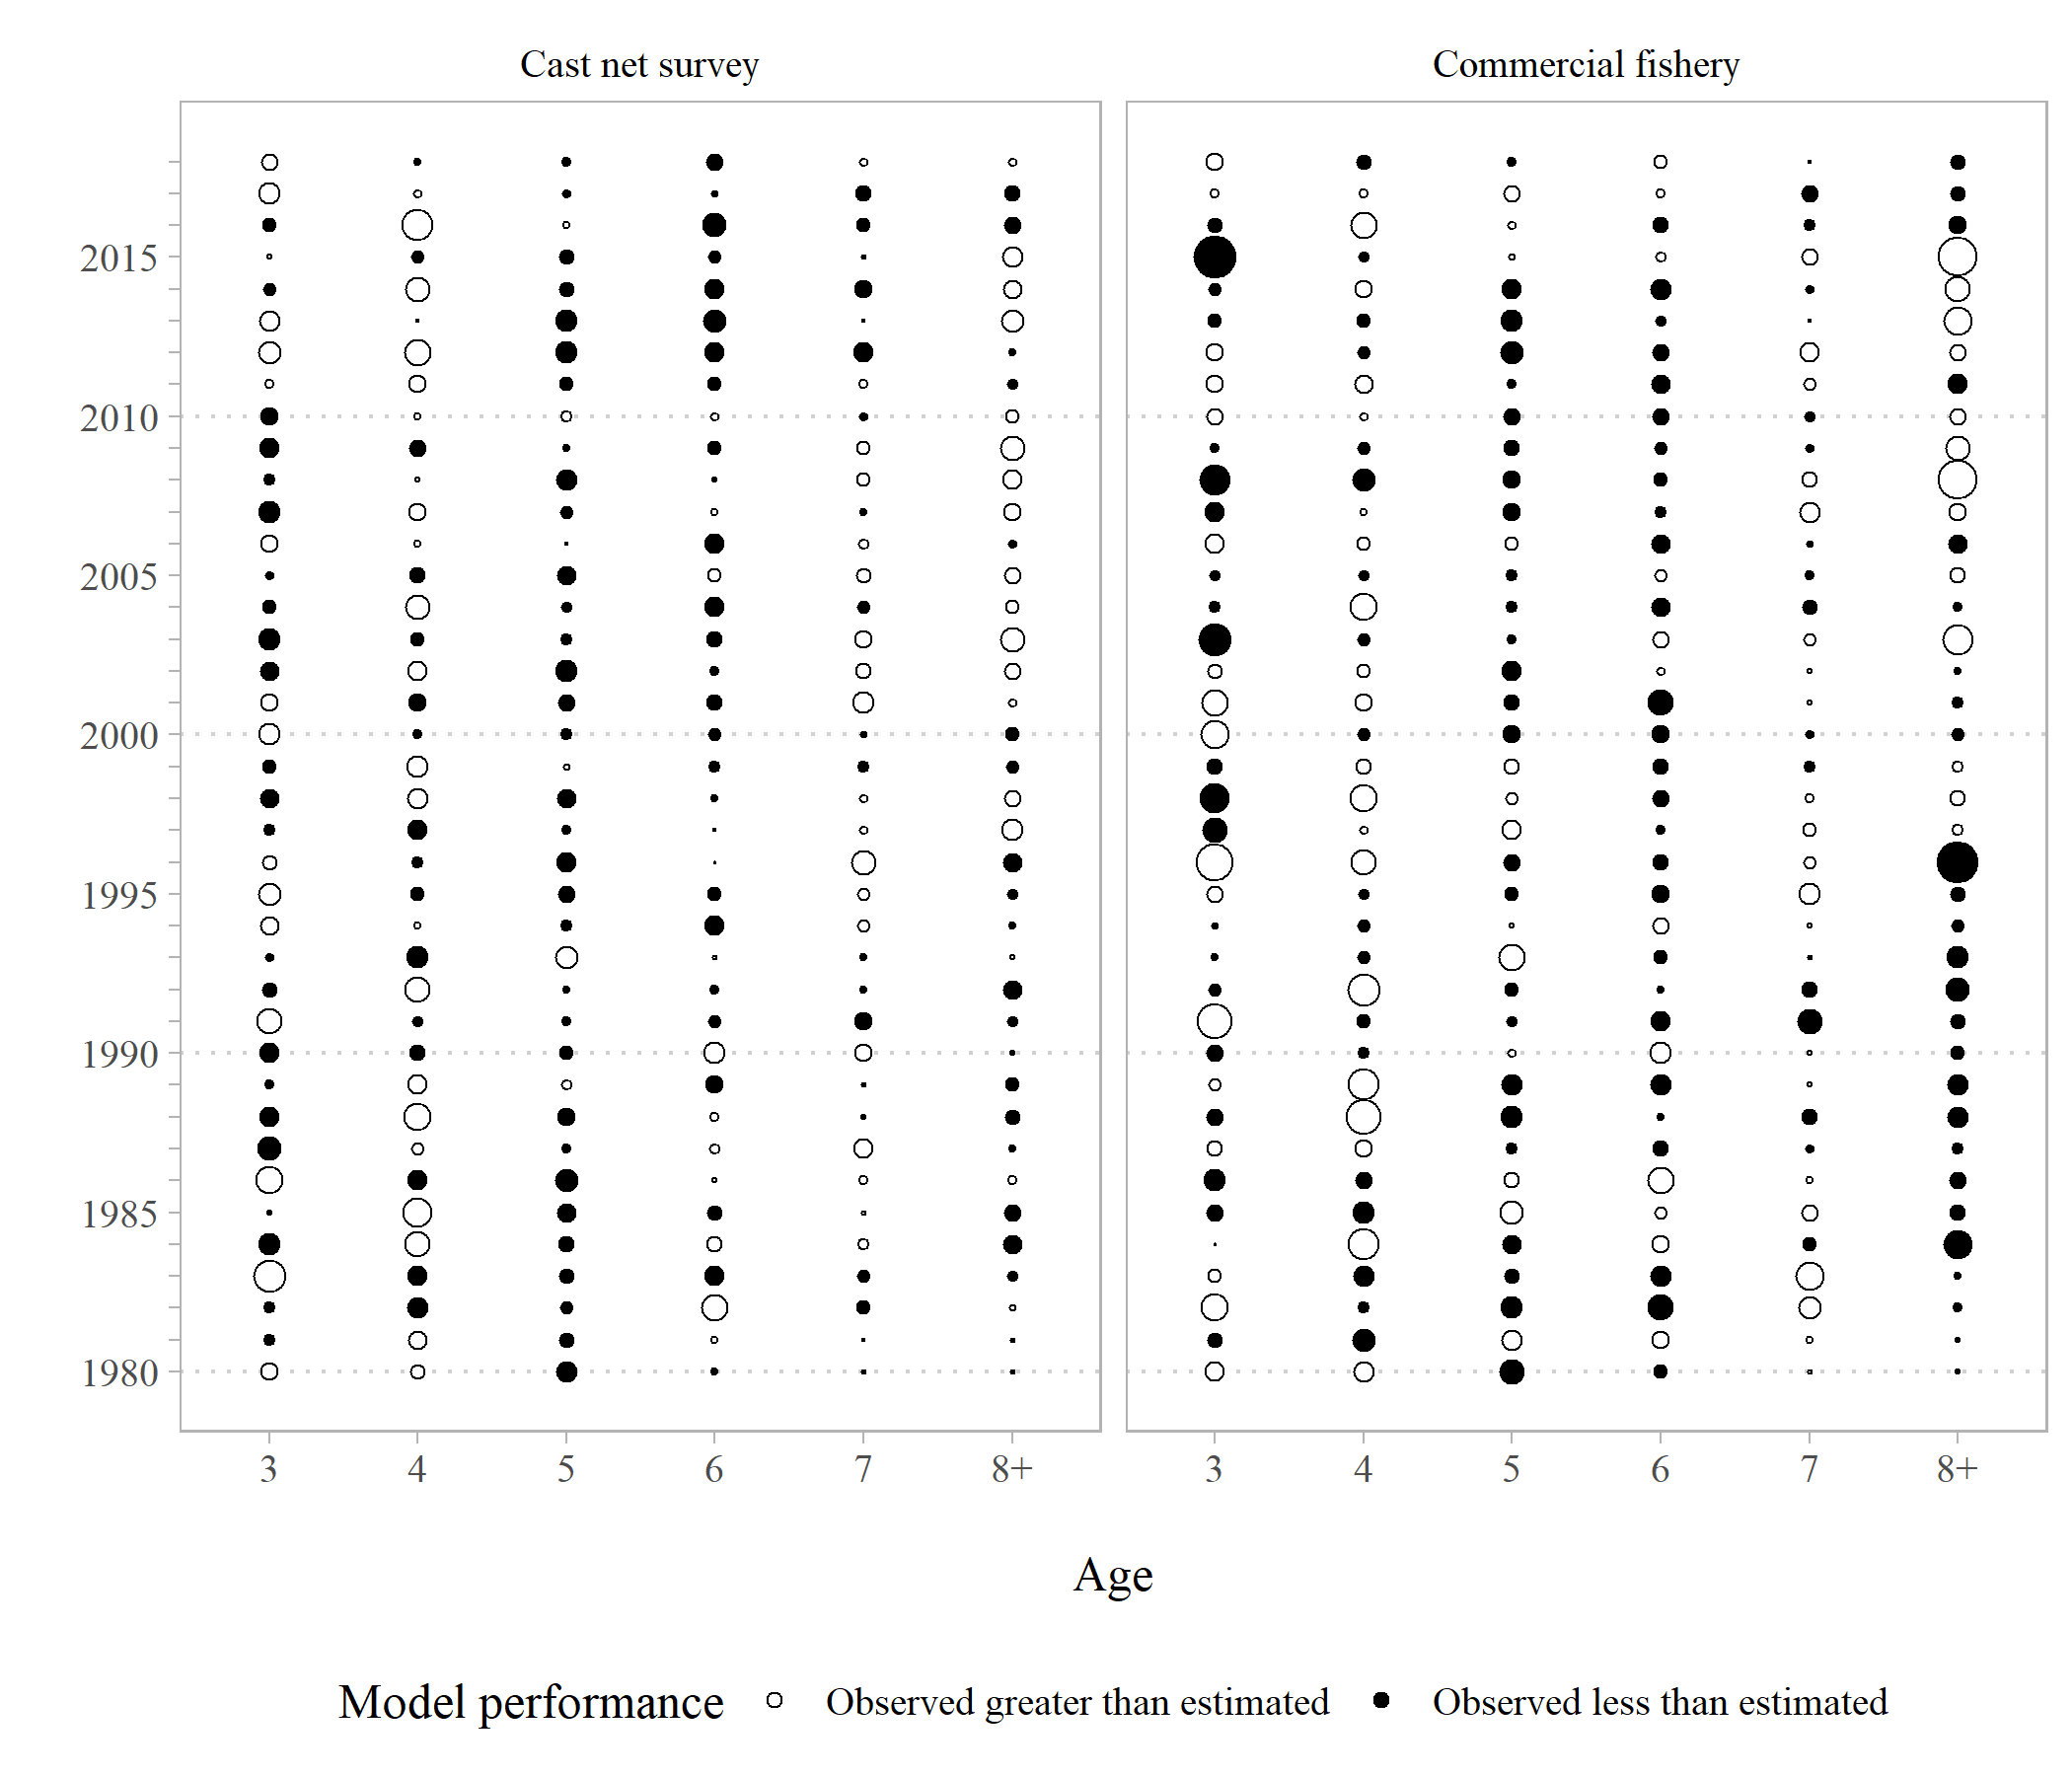 Cast net survey Commercial fishery
2015
2010
2005
2000
1995
1990
1985
1980
3 4 5 6 7 8+ 3 4 5 6 7 8+
Age
Model performance Observed greater than estimated Observed less than estimated